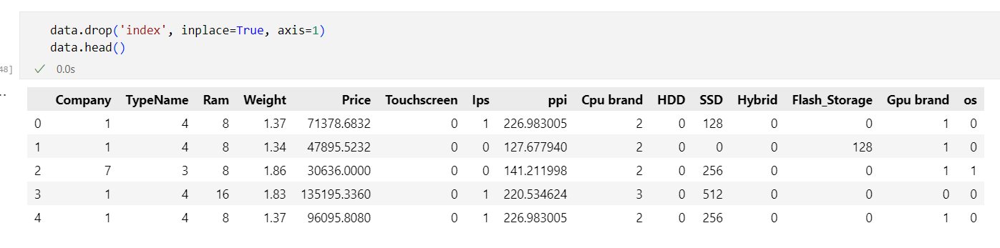 data.drop('index', inplace=True, axis=1)
data.head()
48] 0.0s
..
Company TypeName Ram Weight Price Touchscreen Ips ppi Cpu brand HDD SSD Hybrid Flash_Storage Gpu brand os
0 1 4 8 1.37 71378.6832 0 1 226.983005 2 0 128 0 0 1 0
1 1 4 8 1.34 47895.5232 0 0 127.677940 2 0 0 0 128 1 0
2 7 3 8 1.86 30636.0000 0 0 141.211998 2 0 256 0 0 1 1
3 1 4 16 1.83 135195.3360 0 1 220.534624 3 0 512 0 0 0 0
4 1 4 8 1.37 96095.8080 0 1 226.983005 2 0 256 0 0 1 0